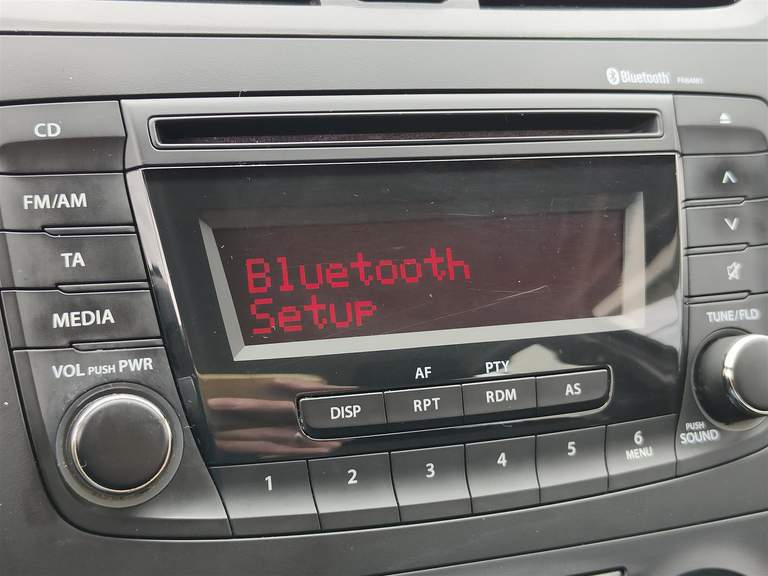 Bluetooth
CD
FM/AM
TA
MEDIA
VOL PUSH PWR
Bluetooth
Setup
AF PTY
DISP RPT RDM AS
1 2 3 4 5 6
MENU
TUNE/FLD
PUSH
SOUND